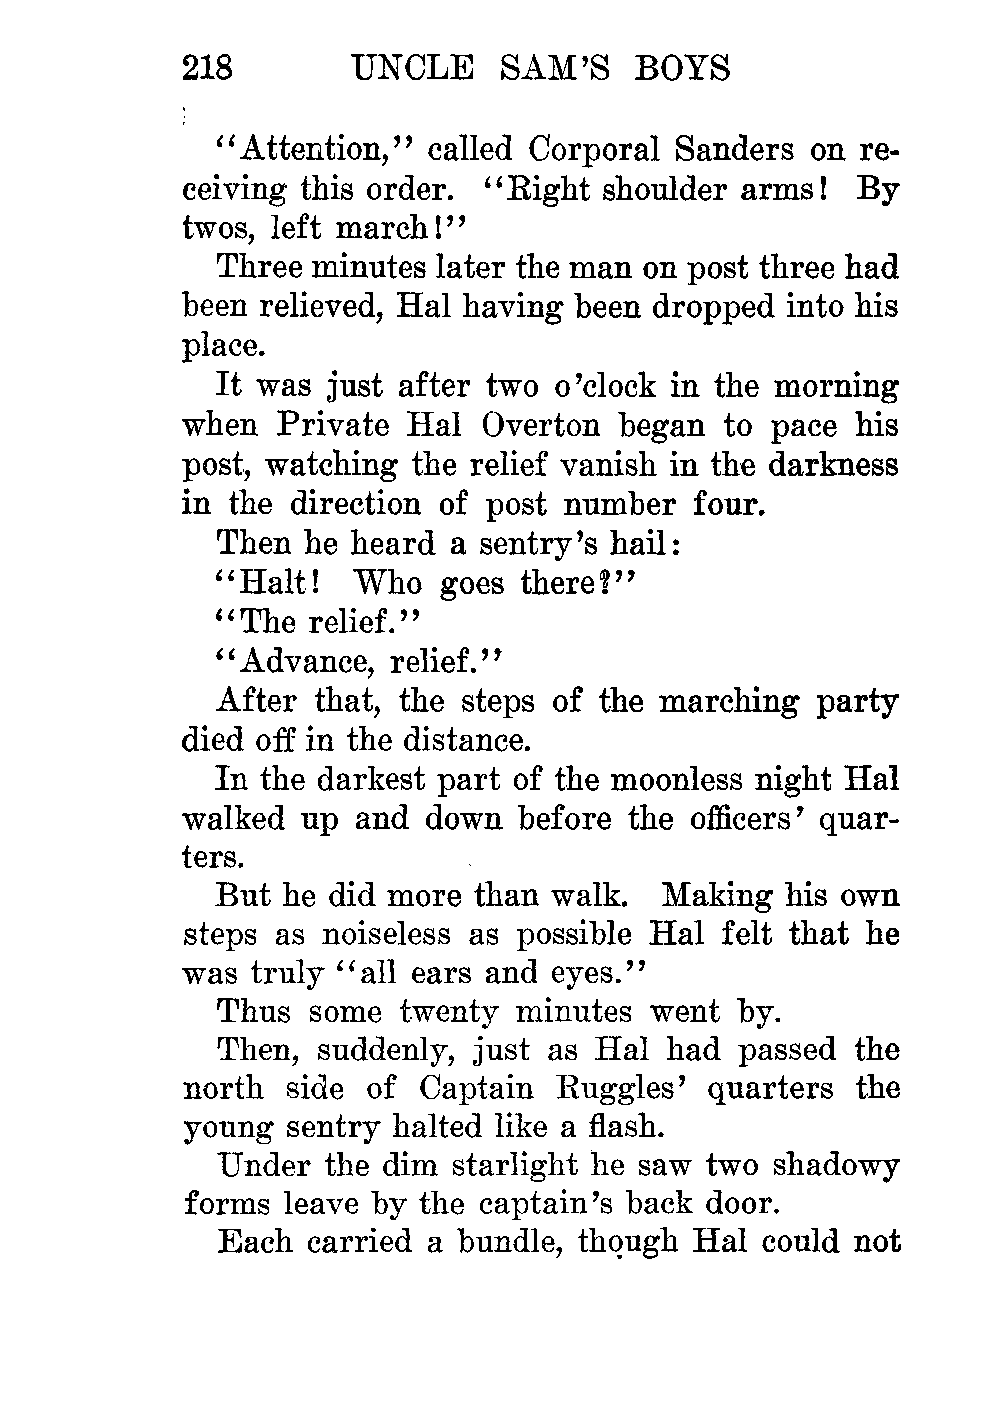 218 UNCLE SAM'S BOYS
"Attention," called Corporal Sanders on re-
ceiving this order. "Right shoulder arms! By
twos, left march!"
Three minutes later the man on post three had
been relieved, Hal having been dropped into his
place.
It was just after two o'clock in the morning
when Private Hal Overton began to pace his
post, watching the relief vanish in the darkness
in the direction of post number four.
Then he heard a sentry's hail:
"Halt! Who goes there?"
"The relief."
"Advance, relief."
After that, the steps of the marching party
died off in the distance.
In the darkest part of the moonless night Hal
walked up and down before the officers' quar-
ters.
But he did more than walk. Making his own
steps as noiseless as possible Hal felt that he
was truly "all ears and eyes."
Thus some twenty minutes went by.
Then, suddenly, just as Hal had passed the
north side of Captain Ruggles' quarters the
young sentry halted like a flash.
Under the dim starlight he saw two shadowy
forms leave by the captain's back door.
Each carried a bundle, though Hal could not